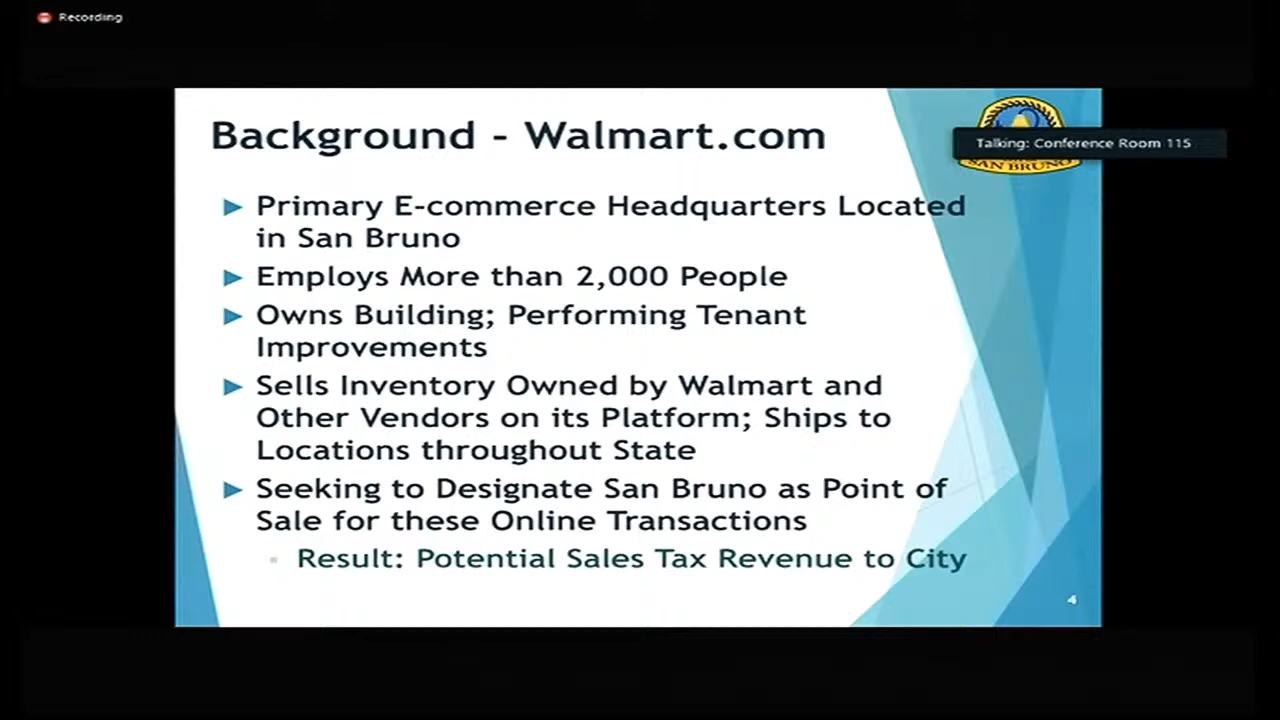 Recording
Background - Walmart.com
Talking: Conference Room 115
SAN BRUNO
Primary E-commerce Headquarters Located
in San Bruno
Employs More than 2,000 People
Owns Building; Performing Tenant
Improvements
Sells Inventory Owned by Walmart and
Other Vendors on its Platform; Ships to
Locations throughout State
Seeking to Designate San Bruno as Point of
Sale for these Online Transactions
Result: Potential Sales Tax Revenue to City
4